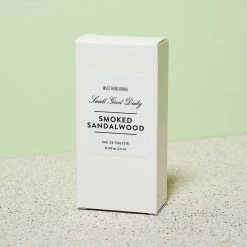 WEST THIRD BRAND
Smell Good Daily
SMOKED
SANDALWOOD
EAU DE TOILETTE